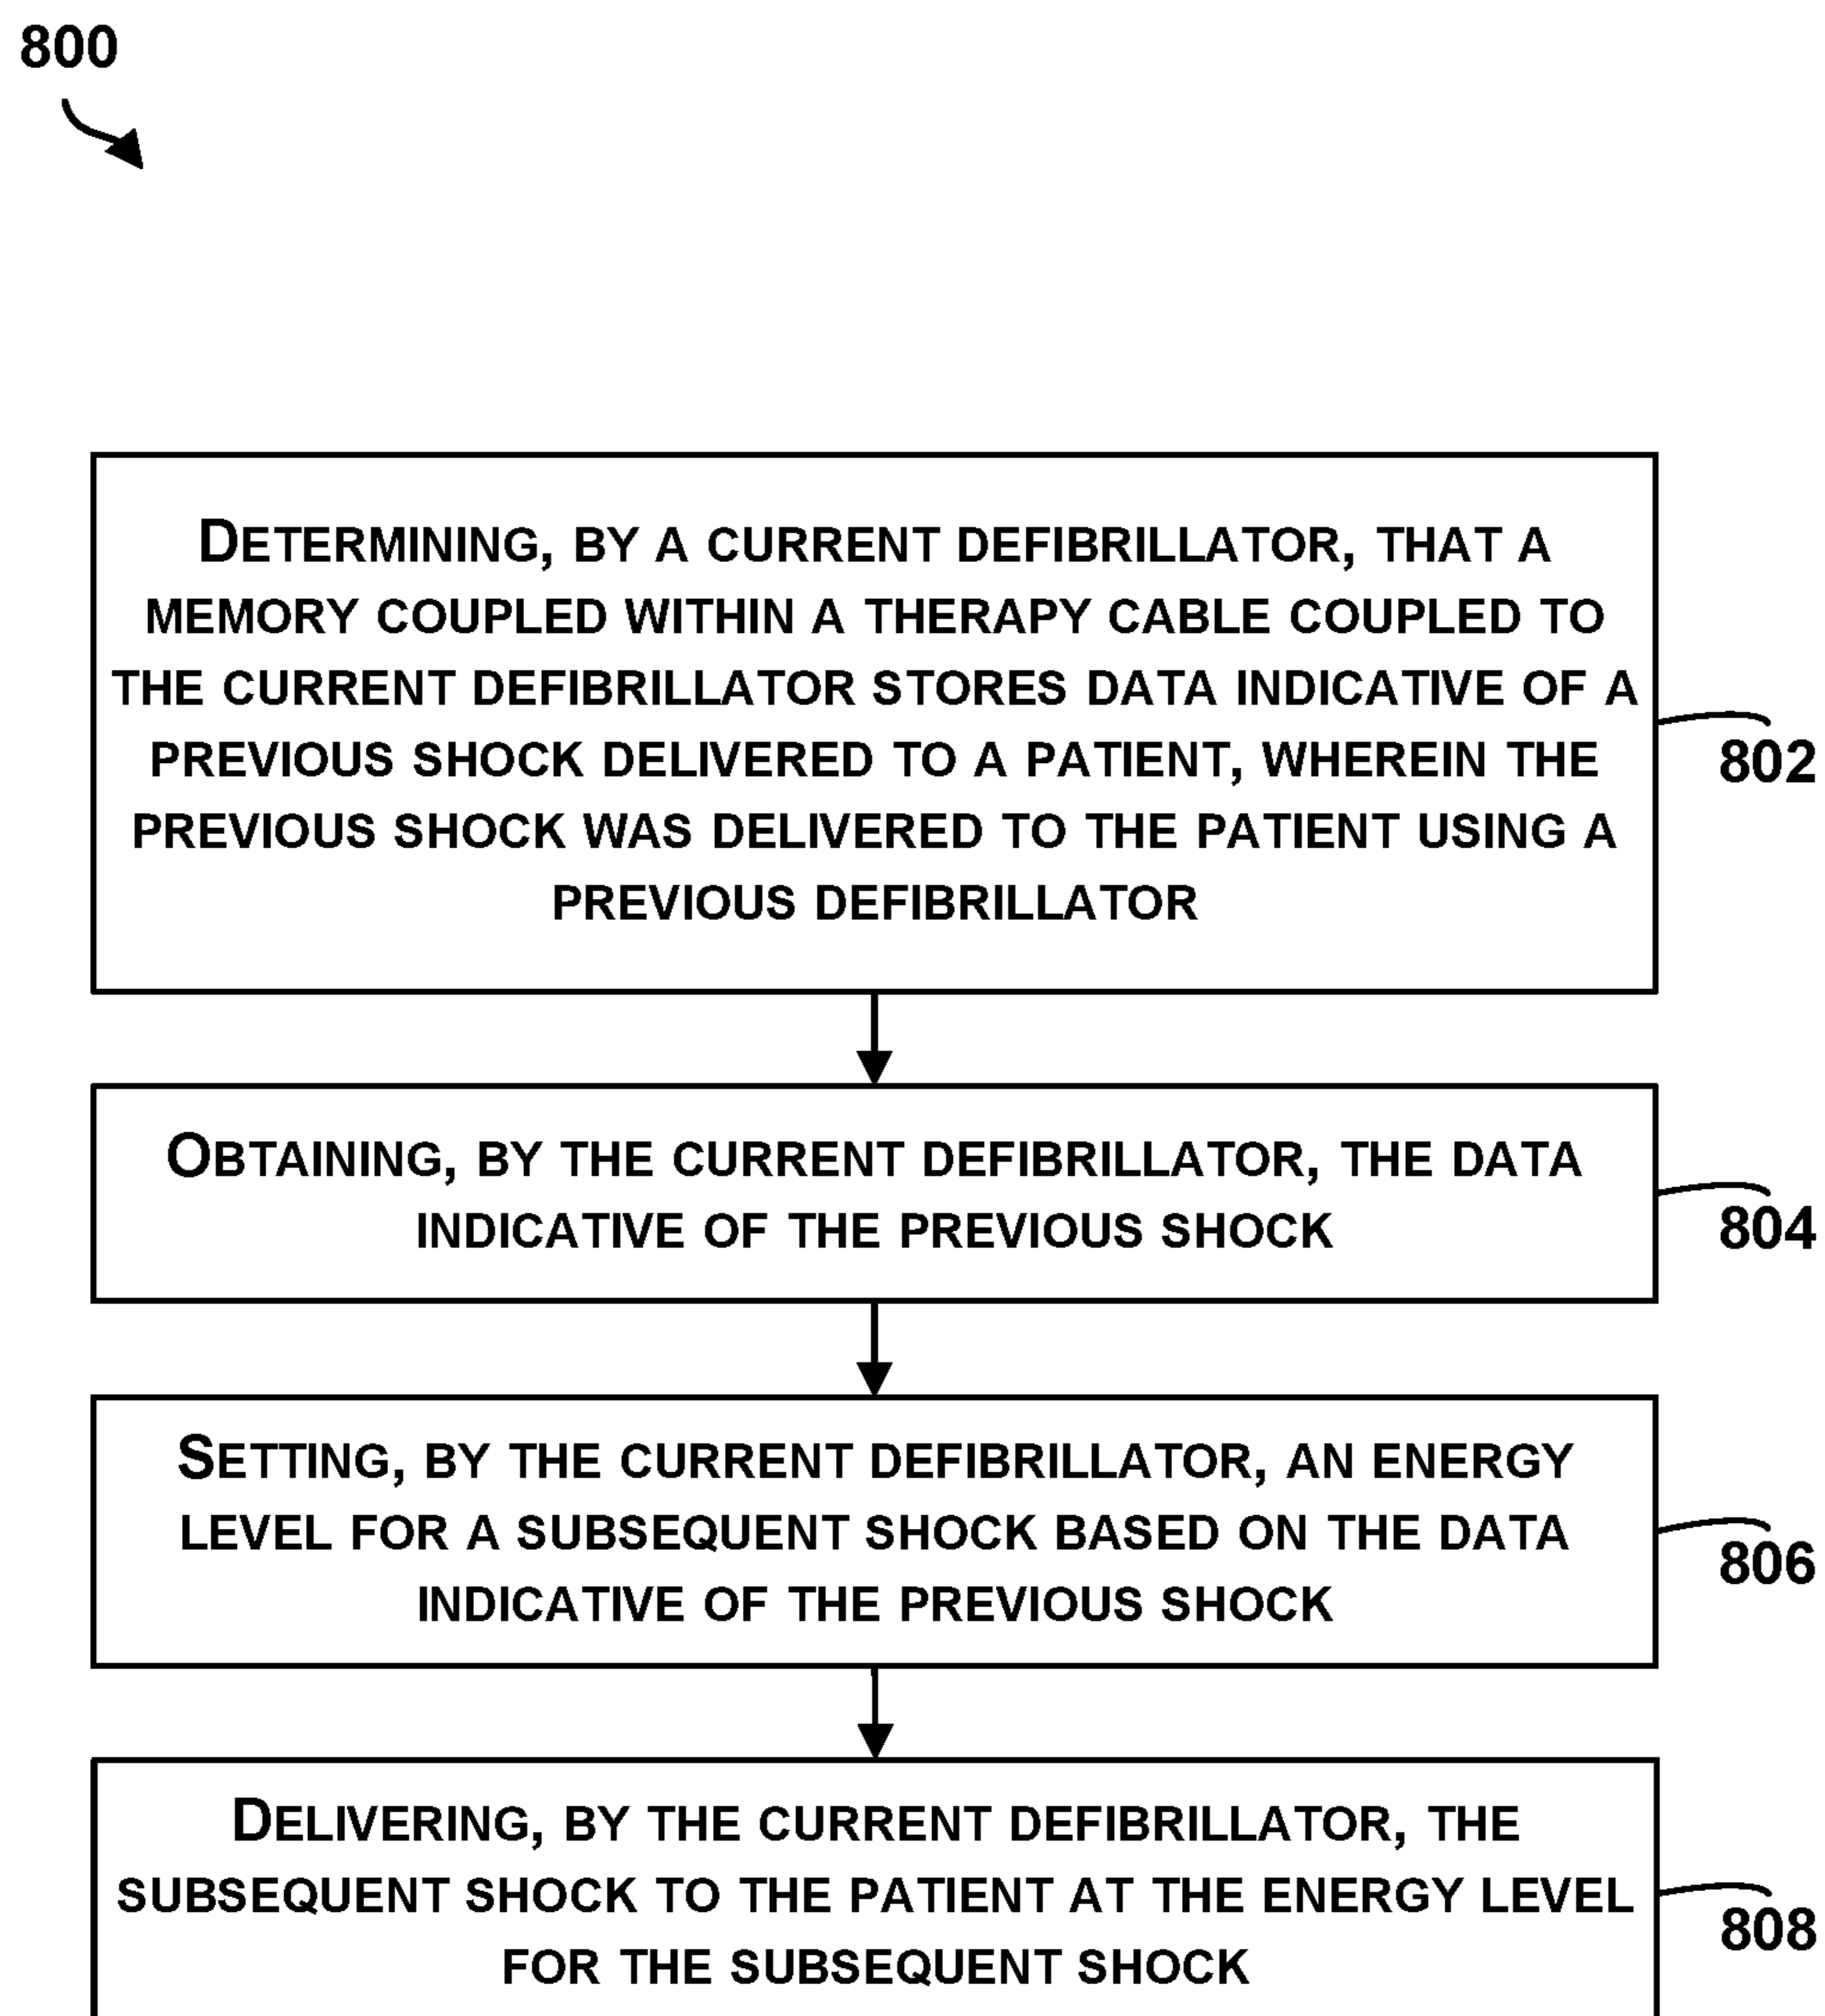 800
DETERMINING, BY A CURRENT DEFIBRILLATOR, THAT A
MEMORY COUPLED WITHIN A THERAPY CABLE COUPLED TO
THE CURRENT DEFIBRILLATOR STORES DATA INDICATIVE OF A
PREVIOUS SHOCK DELIVERED TO A PATIENT, WHEREIN THE
PREVIOUS SHOCK WAS DELIVERED TO THE PATIENT USING A
PREVIOUS DEFIBRILLATOR
802
OBTAINING, BY THE CURRENT DEFIBRILLATOR, THE DATA
INDICATIVE OF THE PREVIOUS SHOCK
804
SETTING, BY THE CURRENT DEFIBRILLATOR, AN ENERGY
LEVEL FOR A SUBSEQUENT SHOCK BASED ON THE DATA
INDICATIVE OF THE PREVIOUS SHOCK
806
DELIVERING, BY THE CURRENT DEFIBRILLATOR, THE
SUBSEQUENT SHOCK TO THE PATIENT AT THE ENERGY LEVEL
FOR THE SUBSEQUENT SHOCK
808